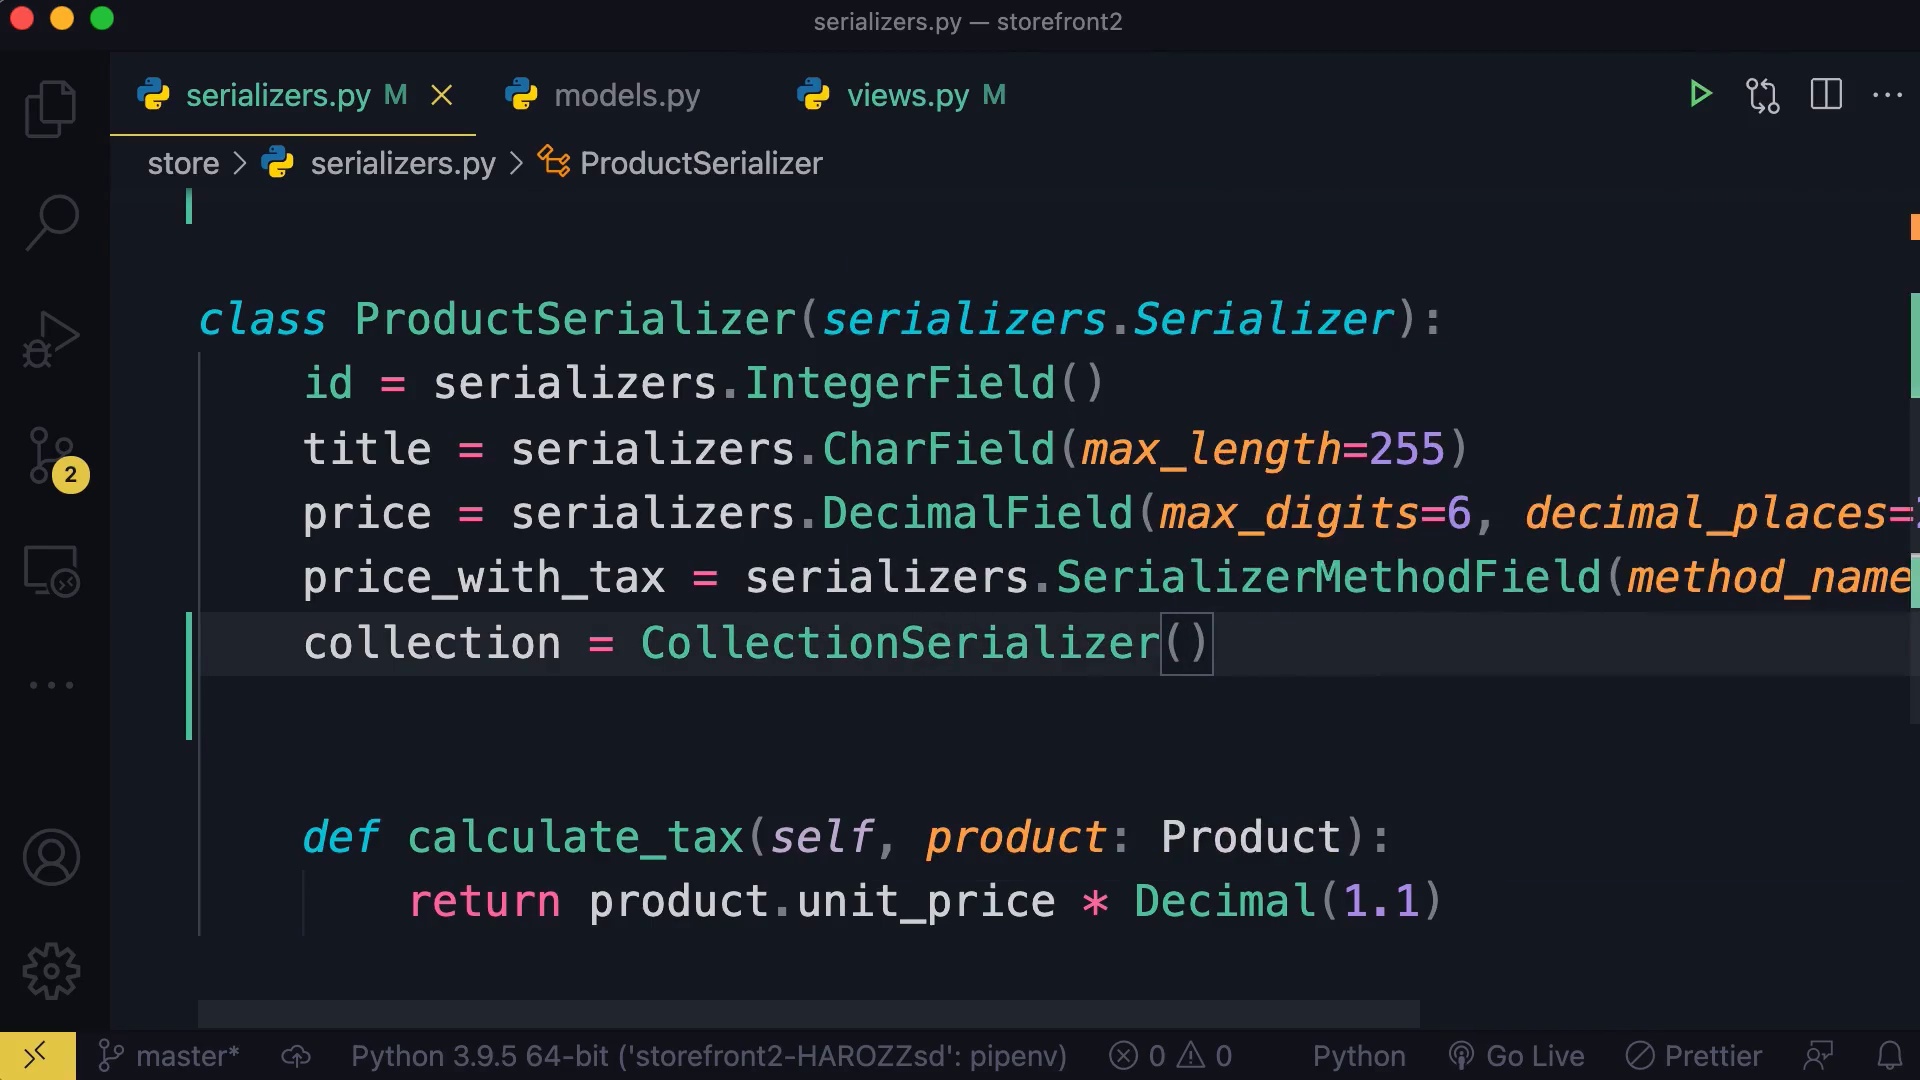 serializers.py — storefront2
serializers.py M models.py views.py M
store > serializers.py > ProductSerializer
class ProductSerializer(serializers.Serializer):
id = serializers.IntegerField()
title = serializers.CharField(max_length=255)
price = serializers.DecimalField(max_digits=6, decimal_places=
price_with_tax = serializers.SerializerMethodField(method_name
collection = CollectionSerializer()
2
def calculate_tax(self, product: Product):
return product.unit_price * Decimal(1.1)
master* Python 3.9.5 64-bit ('storefront2-HAROZZsd': pipenv) 0 0 Python Go Live Prettier